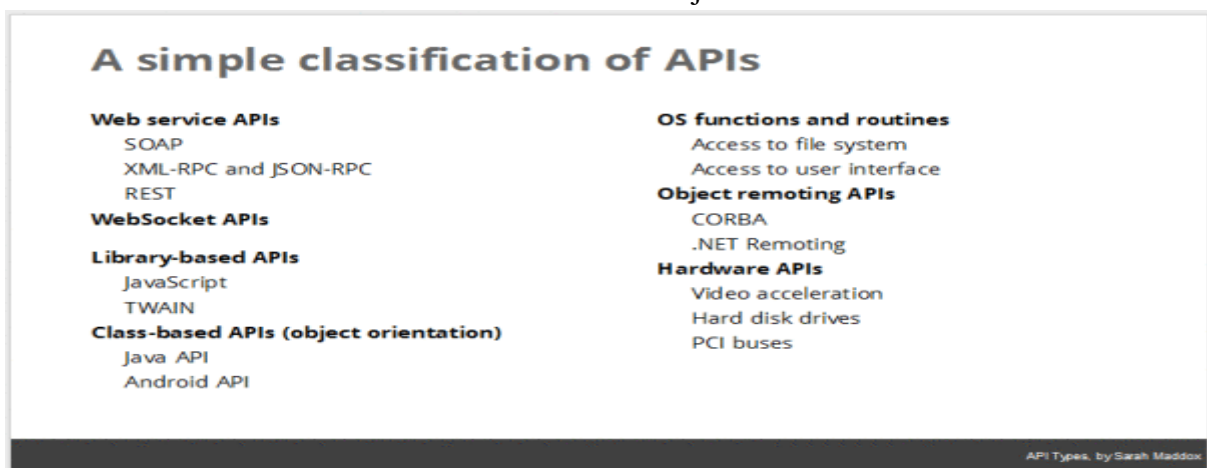 A simple classification of APIs
Web service APIs
SOAP
XML-RPC and JSON-RPC
REST
WebSocket APIs
Library-based APIs
JavaScript
TWAIN
Class-based APIs (object orientation)
Java API
Android API
OS functions and routines
Access to file system
Access to user interface
Object remoting APIs
CORBA
.NET Remoting
Hardware APIs
Video acceleration
Hard disk drives
PCI buses
API Types, by Sarah Maddox